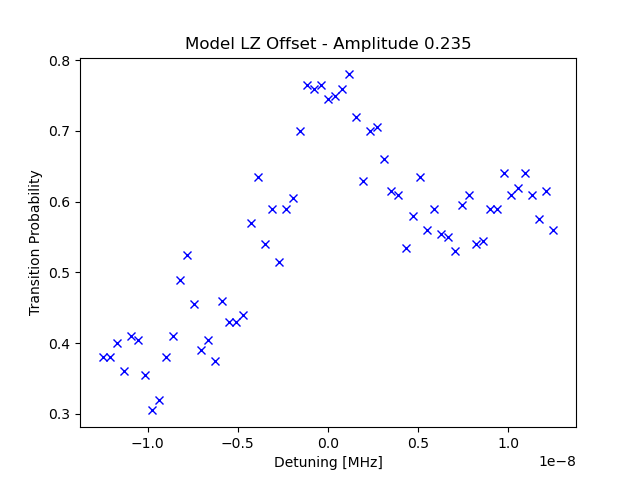 Model LZ Offset - Amplitude 0.235
Transition Probability
0.8
0.7
0.6
0.5
0.4
0.3
−1.0 −0.5 0.0 0.5 1.0
1e−8
Detuning [MHz]